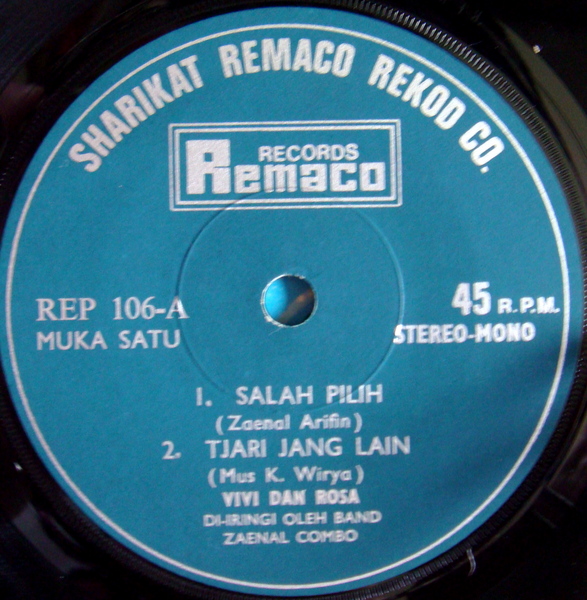 SHARIKAT REMACO REKOD CO.
RECORDS
Remaco
REP 106-A
MUKA SATU
45 R.P.M.
STEREO-MONO
1. SALAH PILIH
(Zaenal Arifin)
2. TJARI JANG LAIN
(Mus K. Wirya)
VIVI DAN ROSA
DI-IRINGI OLEH BAND
ZAENAL COMBO